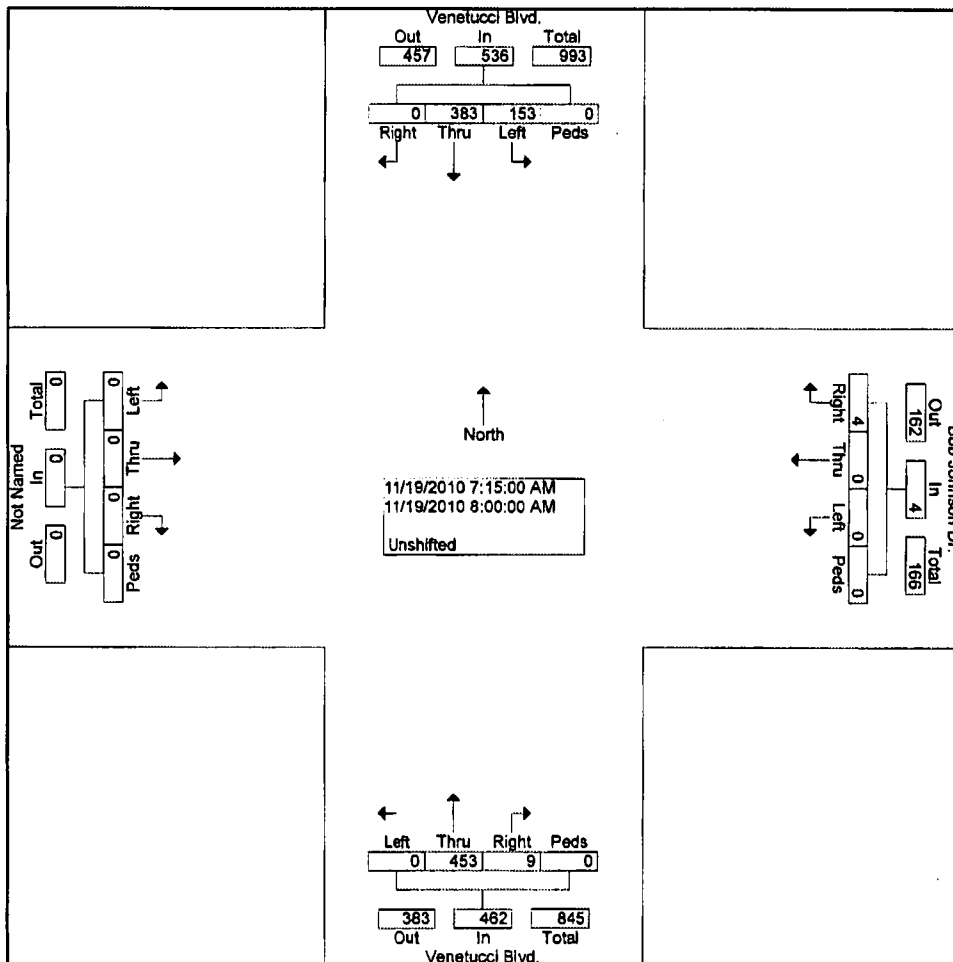 Venetucci Blvd.
Out In Total
457 536 993
0 383 153 0
Right Thru Left Peds
Out In Total
162 4 166
Right Thru Left Peds
4 0 0 0
North
11/19/2010 7:15:00 AM
11/19/2010 8:00:00 AM
Unshifted
Left Thru Right Peds
0 0 0 0
Total In Out
0 0 0
Not Named
Left Thru Right Peds
0 453 9 0
383 462 845
Out In Total
Venetucci Blvd.